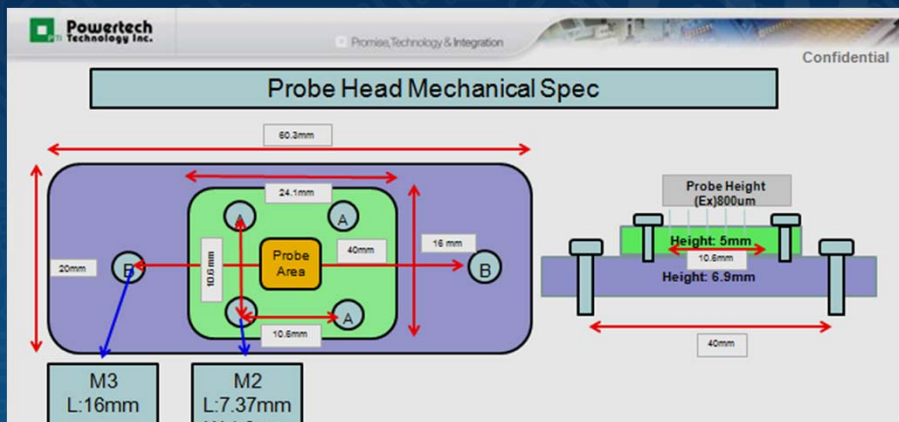 Powertech
Technology Inc.
PTI
Promise, Technology & Integration
Confidential
Probe Head Mechanical Spec
60.3mm
24.1mm
Probe Height
(Ex)800um
A
A
B
20mm
10.6mm
Probe
Area
40mm
16 mm
B
Height: 5mm
10.6mm
Height: 6.9mm
A
10.6mm
40mm
M3
L:16mm
M2
L:7.37mm